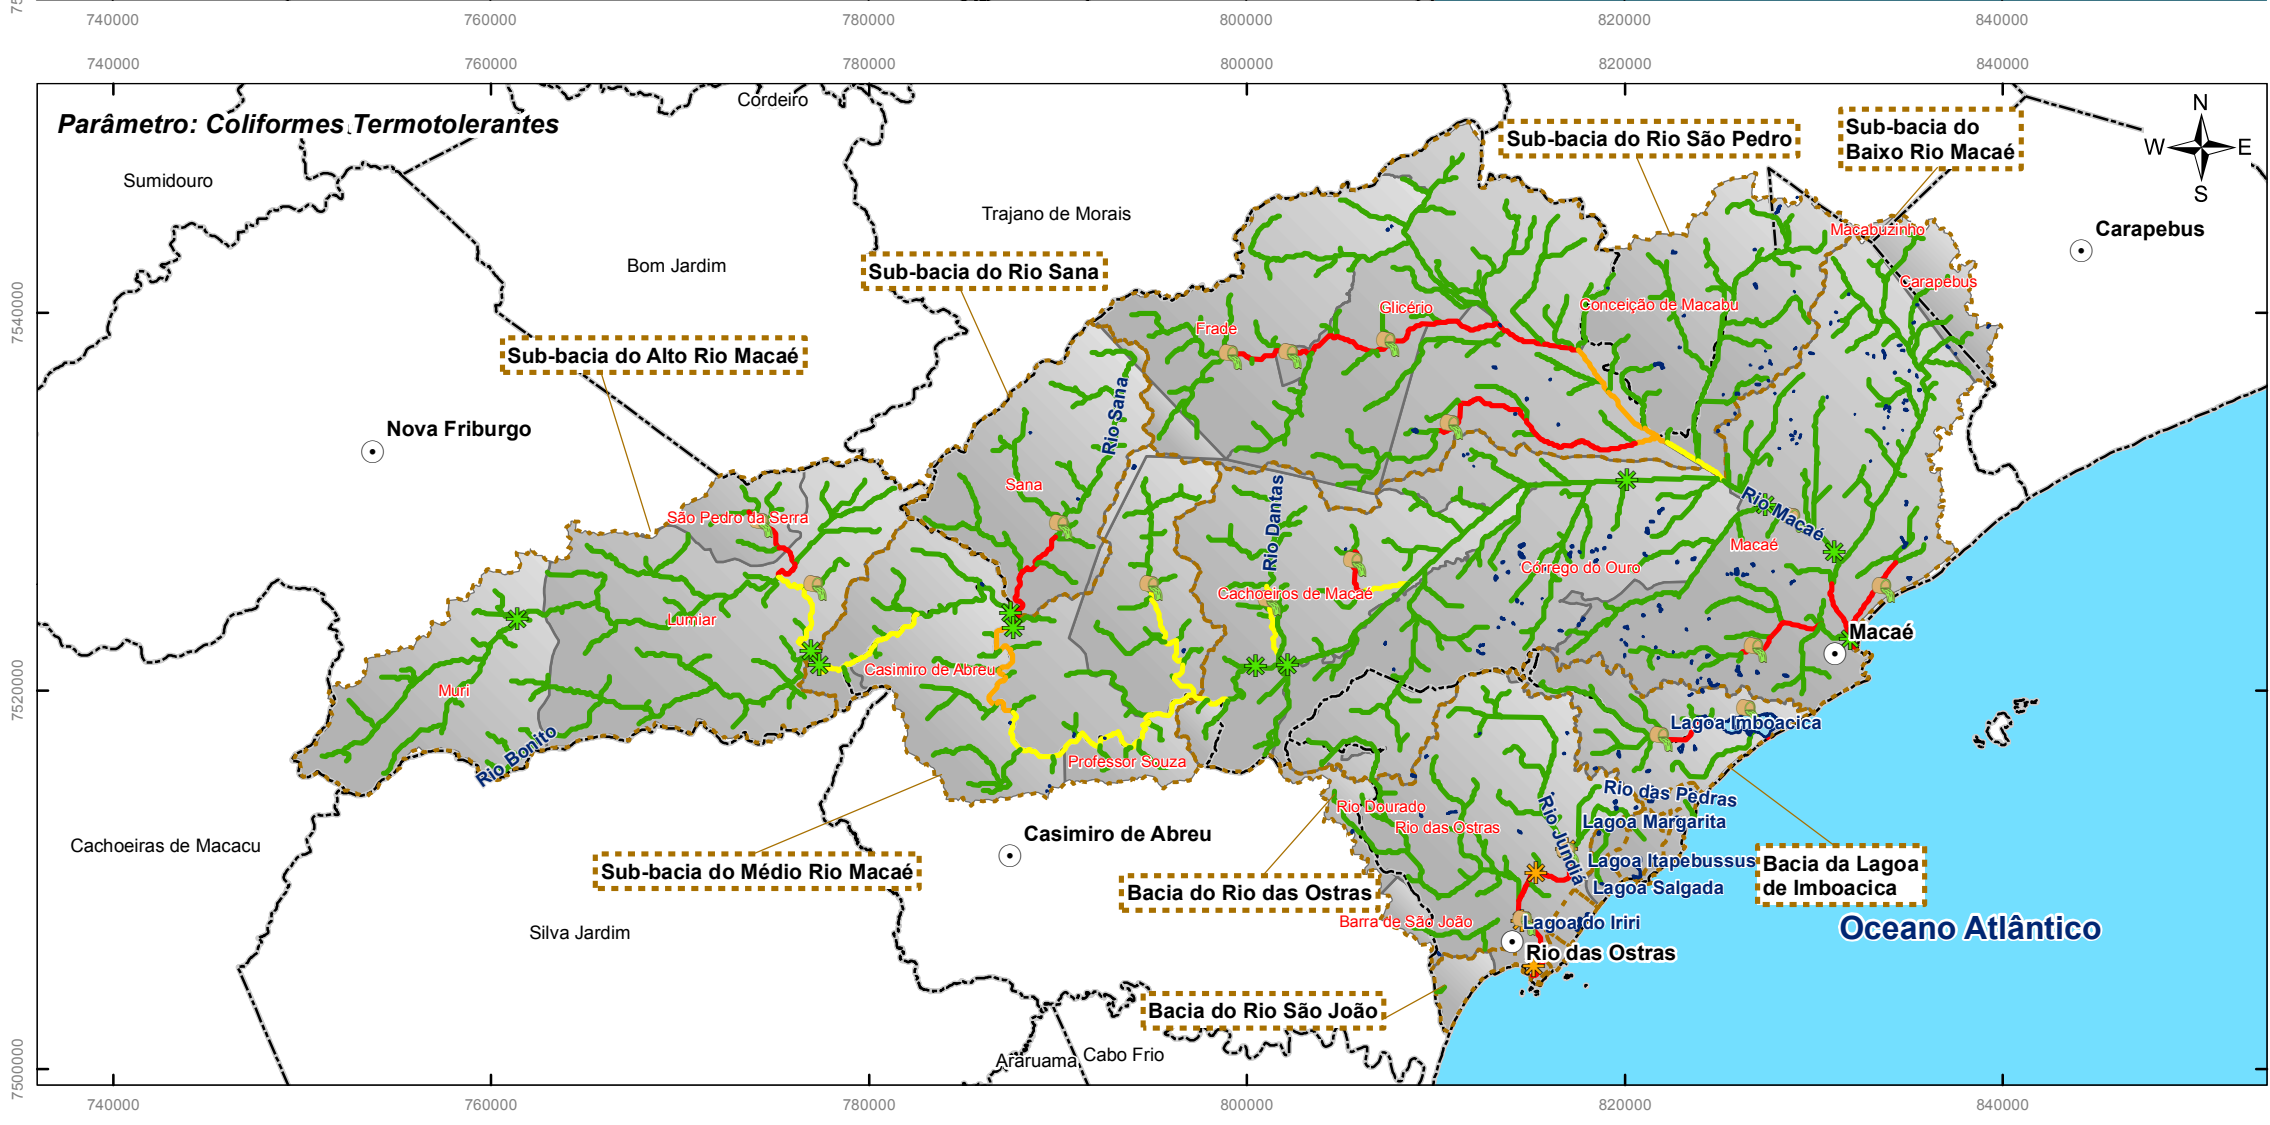 740000 760000 780000 800000 820000 840000
740000 760000 780000 800000 820000 840000
Parâmetro: Coliformes Termotolerantes
Cordeiro
Sumidouro
Trajano de Morais
Bom Jardim
Sub-bacia do Rio São Pedro
Sub-bacia do
Baixo Rio Macaé
N
W E
S
Carapebus
Macabuzinho
Carapebus
Sub-bacia do Rio Sana
Conceição de Macabu
Glicério
Frade
7540000
Sub-bacia do Alto Rio Macaé
Rio Sana
Nova Friburgo
Sana
São Pedro da Serra
Rio Dantas
Rio Macaé
Macaé
Córrego do Ouro
Cachoeiros de Macaé
Lumiar
Macaé
Casimiro de Abreu
Muri
7520000
Lagoa Imboacica
Rio Bonito
Professor Souza
Rio das Pedras
Rio Dourado
Rio das Ostras
Rio Jundiá
Lagoa Margarita
Casimiro de Abreu
Cachoeiras de Macacu
Lagoa Itapebussus
Bacia da Lagoa
de Imboacica
Sub-bacia do Médio Rio Macaé
Bacia do Rio das Ostras
Lagoa Salgada
Barra de São João
Lagoa do Iriri
Oceano Atlântico
Silva Jardim
Rio das Ostras
Bacia do Rio São João
Araruama
Cabo Frio
7500000
740000 760000 780000 800000 820000 840000